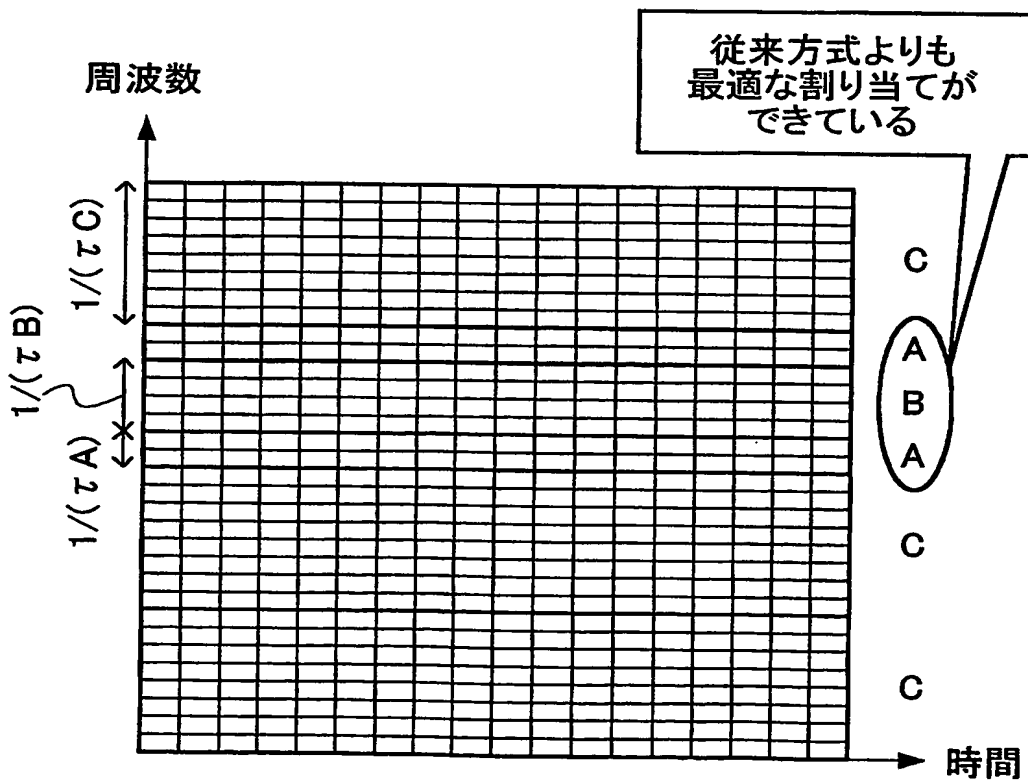 従来方式よりも
最適な割り当てが
できている
周波数
1/(τC)
1/(τB)
1/(τA)
C
A
B
A
C
C
時間